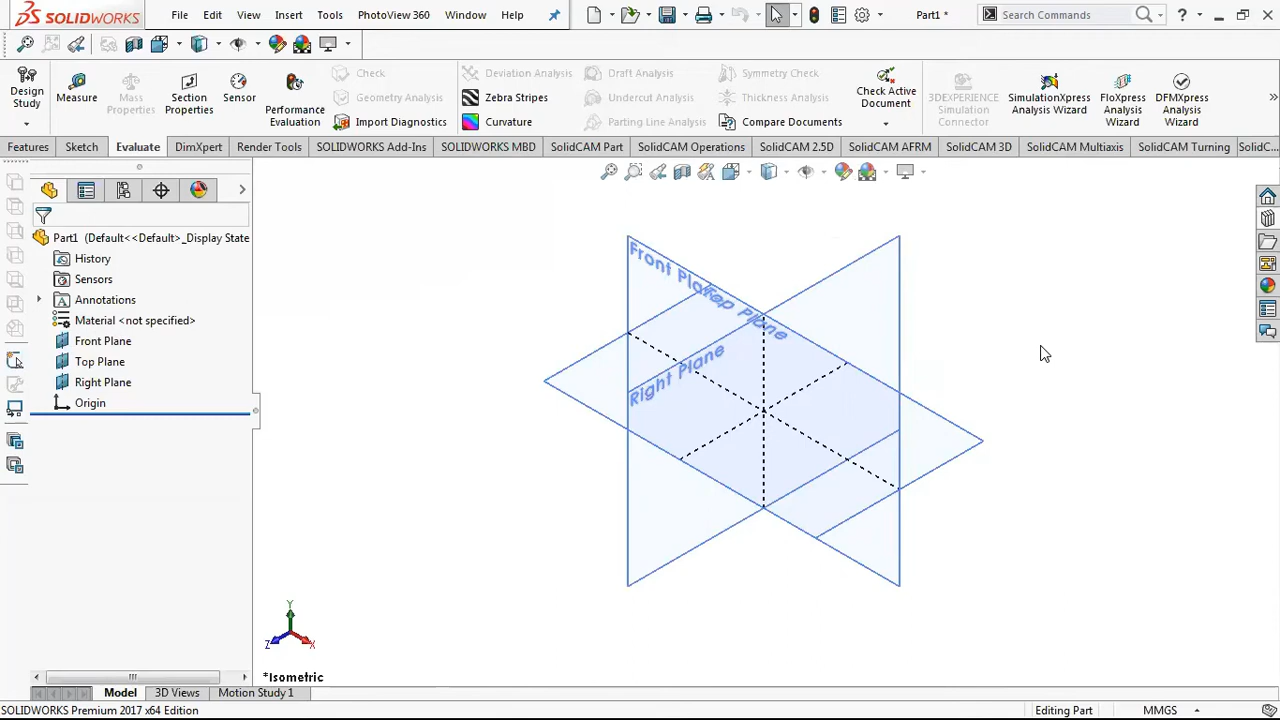 SOLIDWORKS File Edit View Insert Tools PhotoView 360 Window Help Part1 * Search Commands ?
Design Study
Measure
Mass Properties
Section Properties
Sensor
Performance Evaluation
Check
Geometry Analysis
Import Diagnostics
Deviation Analysis
Zebra Stripes
Curvature
Draft Analysis
Undercut Analysis
Parting Line Analysis
Symmetry Check
Thickness Analysis
Compare Documents
Check Active Document
3DEXPERIENCE Simulation Connector
SimulationXpress Analysis Wizard
FloXpress Analysis Wizard
DFMXpress Analysis Wizard
Features Sketch Evaluate DimXpert Render Tools SOLIDWORKS Add-Ins SOLIDWORKS MBD SolidCAM Part SolidCAM Operations SolidCAM 2.5D SolidCAM AFRM SolidCAM 3D SolidCAM Multiaxis SolidCAM Turning SolidC...
Part1 (Default<<Default>_Display State
History
Sensors
Annotations
Material <not specified>
Front Plane
Top Plane
Right Plane
Origin
Front Plane
Top Plane
Right Plane
Y
Z X
*Isometric
Model 3D Views Motion Study 1
SOLIDWORKS Premium 2017 x64 Edition Editing Part MMGS